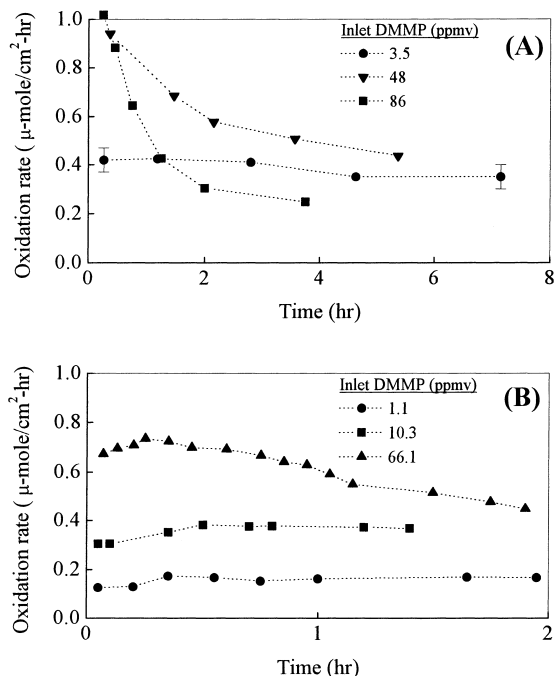 1.0
0.8
0.6
0.4
0.2
0.0
Oxidation rate ( μ-mole/cm²-hr)
Inlet DMMP (ppmv)
3.5
48
86
(A)
0 2 4 6 8
Time (hr)
1.0
0.8
0.6
0.4
0.2
0.0
Oxidation rate ( μ-mole/cm²-hr)
Inlet DMMP (ppmv)
1.1
10.3
66.1
(B)
0 1 2
Time (hr)